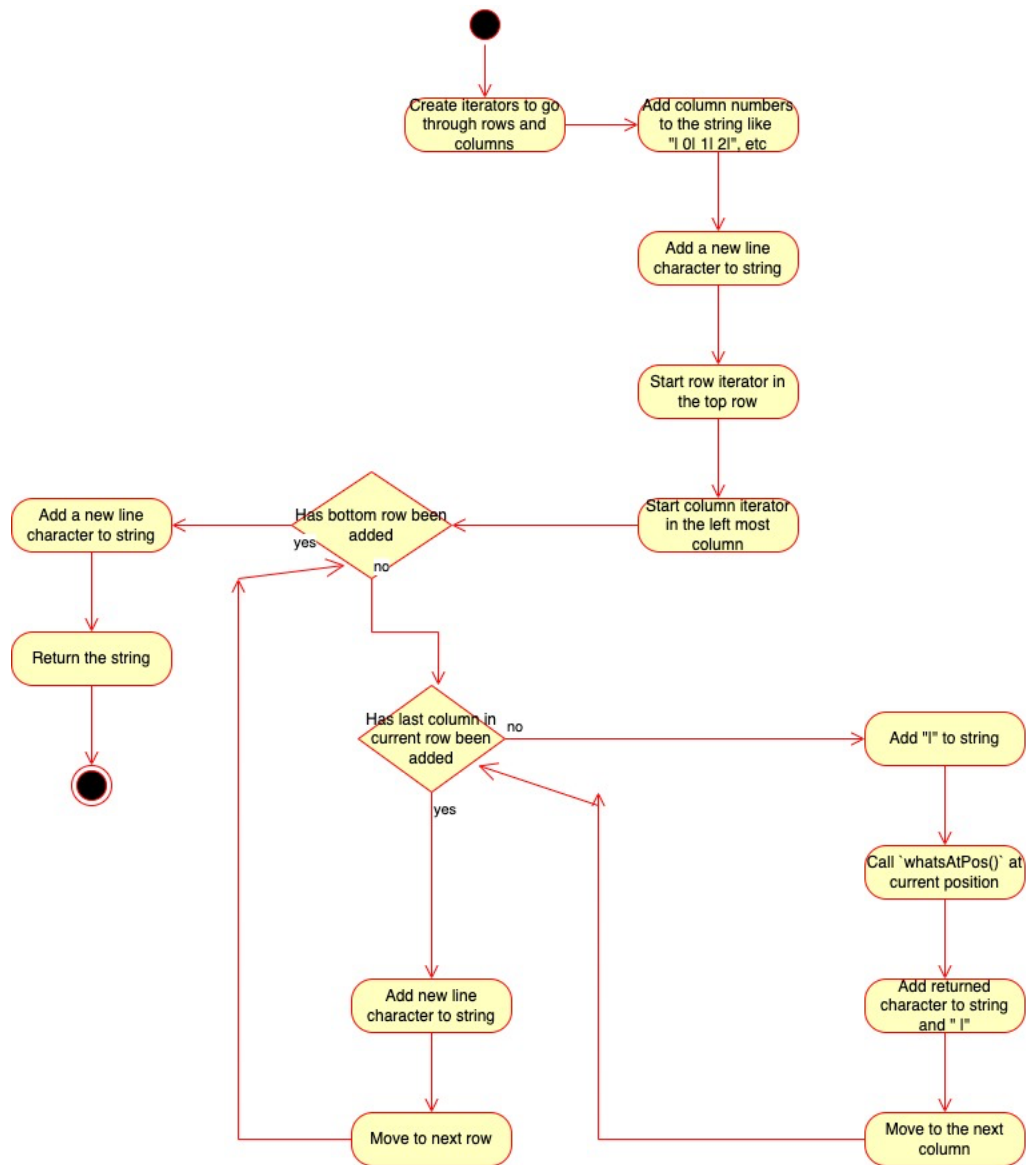 Create iterators to go
through rows and
columns
Add column numbers
to the string like
"| 0| 1| 2|", etc
Add a new line
character to string
Start row iterator in
the top row
Start column iterator
in the left most
column
Has bottom row been
added
yes
no
Add a new line
character to string
Return the string
Has last column in
current row been
added
no
yes
Add "|" to string
Call `whatsAtPos()` at
current position
Add returned
character to string
and " |"
Move to the next
column
Add new line
character to string
Move to next row